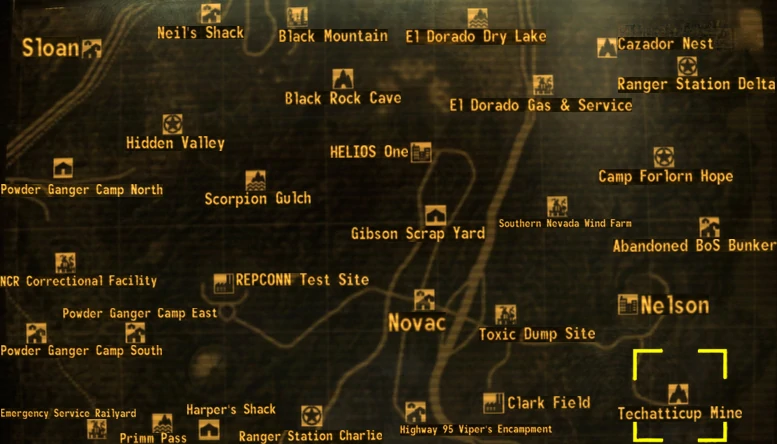 Sloan
Neil's Shack
Black Mountain
El Dorado Dry Lake
Cazador Nest
Ranger Station Delta
Black Rock Cave
El Dorado Gas & Service
Hidden Valley
HELIOS One
Camp Forlorn Hope
Powder Ganger Camp North
Scorpion Gulch
Southern Nevada Wind Farm
Gibson Scrap Yard
Abandoned BoS Bunker
NCR Correctional Facility
REPCONN Test Site
Nelson
Powder Ganger Camp East
Novac
Toxic Dump Site
Powder Ganger Camp South
Clark Field
Techatticup Mine
Emergency Service Railyard
Harper's Shack
Highway 95 Viper's Encampment
Primm Pass
Ranger Station Charlie